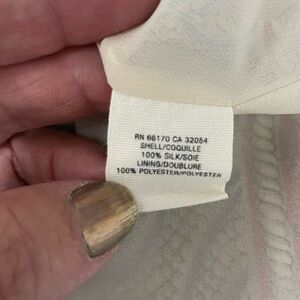 RN 66170 CA 32054
SHELL/COQUILLE
100% SILK/SOIE
LINING/DOUBLURE
100% POLYESTER/POLYESTER